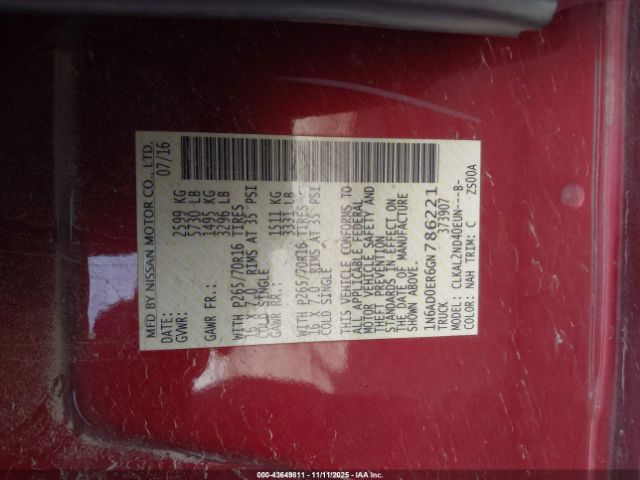 MFD BY NISSAN MOTOR CO., LTD.
DATE: 07/16
GVWR: 2599 KG
5730 LB
GAWR FR.: 1495 KG
3296 LB
WITH P265/70R16 TIRES
16 X 7.0 RIMS AT 35 PSI
COLD SINGLE
GAWR RR.: 1511 KG
3331 LB
WITH P265/70R16 TIRES
16 X 7.0 RIMS AT 35 PSI
COLD SINGLE
THIS VEHICLE CONFORMS TO
ALL APPLICABLE FEDERAL
MOTOR VEHICLE SAFETY AND
THEFT PREVENTION
STANDARDS IN EFFECT ON
THE DATE OF MANUFACTURE
1N6AD0ER6GN786221
TRUCK 373907
MODEL: CLKAL2ND40EUN---B-
COLOR: NAH TRIM: C ZS00A
000-43649811 - 11/11/2025 - IAA Inc.